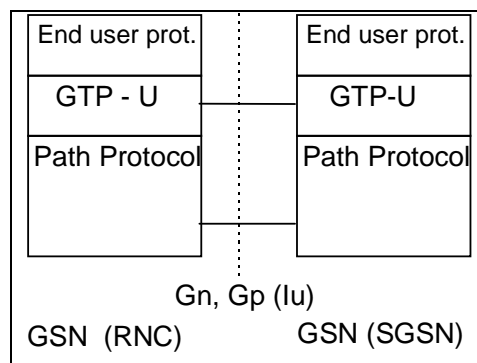 End user prot. End user prot.
GTP - U GTP-U
Path Protocol Path Protocol
Gn, Gp (Iu)
GSN (RNC) GSN (SGSN)